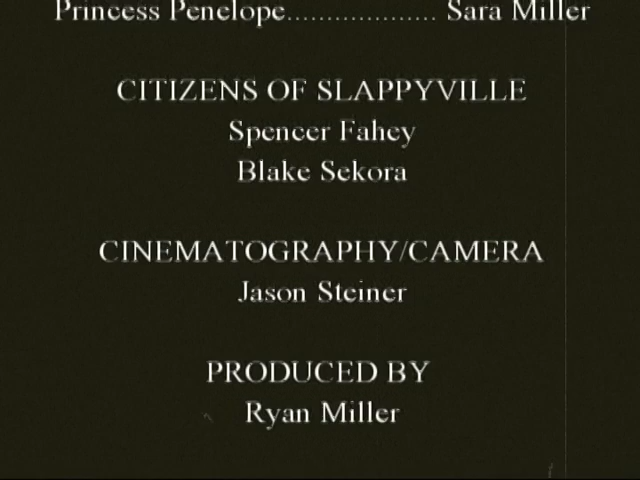 Princess Penelope................... Sara Miller
CITIZENS OF SLAPPYVILLE
Spencer Fahey
Blake Sekora
CINEMATOGRAPHY/CAMERA
Jason Steiner
PRODUCED BY
Ryan Miller